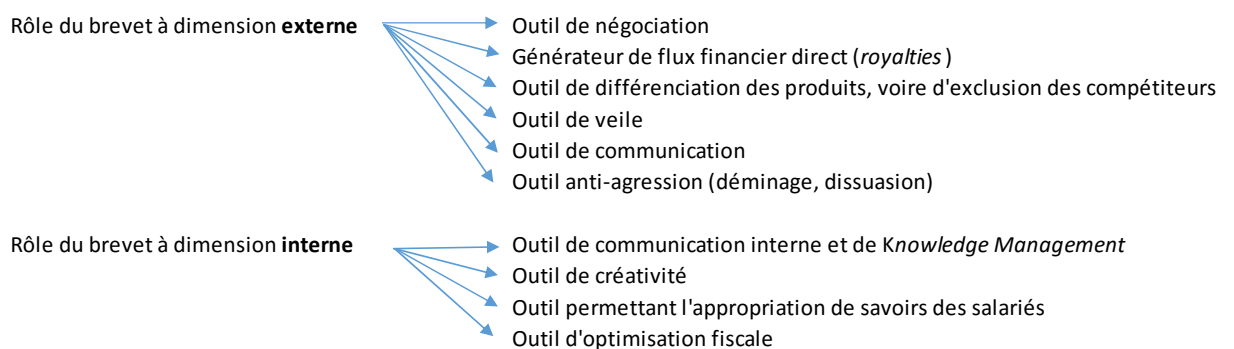 Rôle du brevet à dimension externe
Outil de négociation
Générateur de flux financier direct (royalties)
Outil de différenciation des produits, voire d'exclusion des compétiteurs
Outil de veile
Outil de communication
Outil anti-agression (déminage, dissuasion)
Rôle du brevet à dimension interne
Outil de communication interne et de Knowledge Management
Outil de créativité
Outil permettant l'appropriation de savoirs des salariés
Outil d'optimisation fiscale